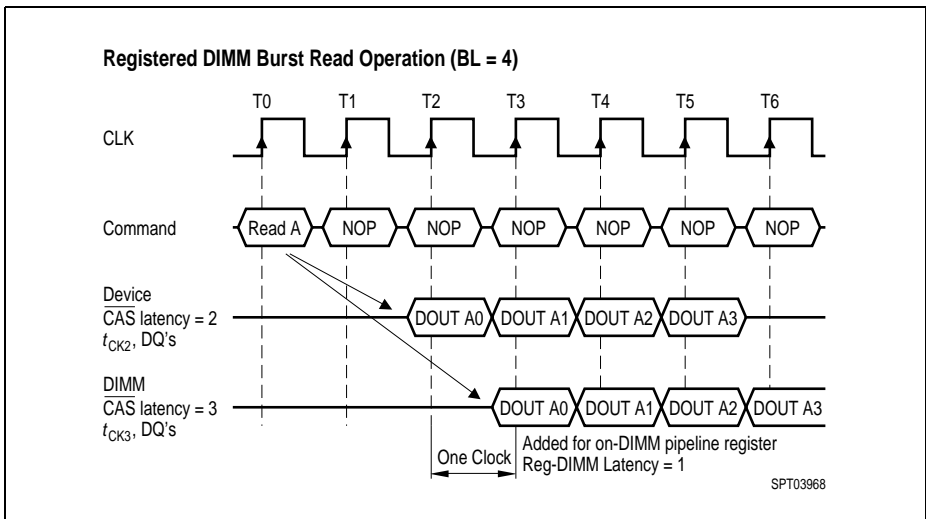 Registered DIMM Burst Read Operation (BL = 4)
T0 T1 T2 T3 T4 T5 T6
CLK
Command Read A NOP NOP NOP NOP NOP NOP
Device
CAS latency = 2 DOUT A0 DOUT A1 DOUT A2 DOUT A3
tCK2, DQ's
DIMM
CAS latency = 3 DOUT A0 DOUT A1 DOUT A2 DOUT A3
tCK3, DQ's
One Clock Added for on-DIMM pipeline register
Reg-DIMM Latency = 1
SPT03968